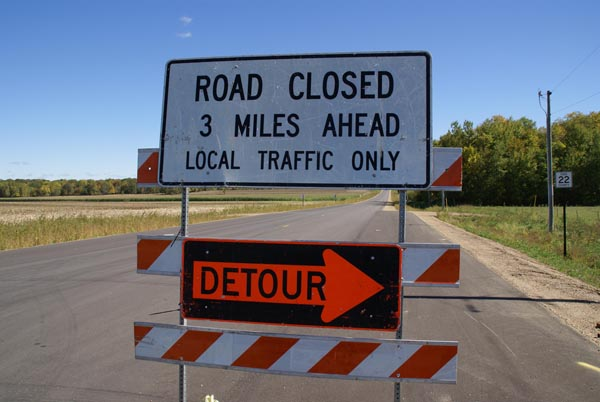 ROAD CLOSED
3 MILES AHEAD
LOCAL TRAFFIC ONLY
DETOUR
22